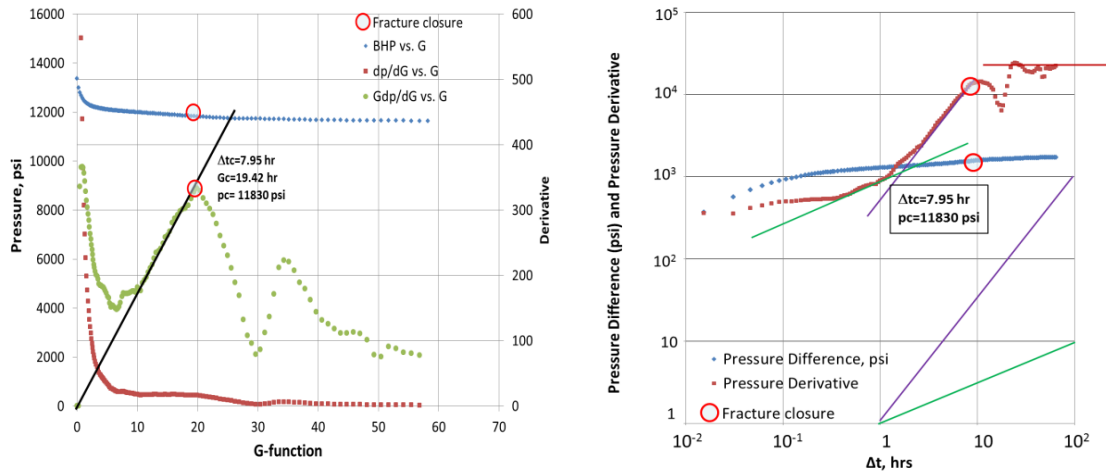 16000
14000
12000
10000
8000
6000
4000
2000
0
Pressure, psi
600
500
400
300
200
100
0
Derivative
Fracture closure
BHP vs. G
dp/dG vs. G
Gdp/dG vs. G
Δtc=7.95 hr
Gc=19.42 hr
pc= 11830 psi
0 10 20 30 40 50 60 70
G-function
10⁵
10⁴
10³
10²
10
1
Pressure Difference (psi) and Pressure Derivative
Δtc=7.95 hr
pc=11830 psi
Pressure Difference, psi
Pressure Derivative
Fracture closure
10⁻² 10⁻¹ 1 10 10²
Δt, hrs